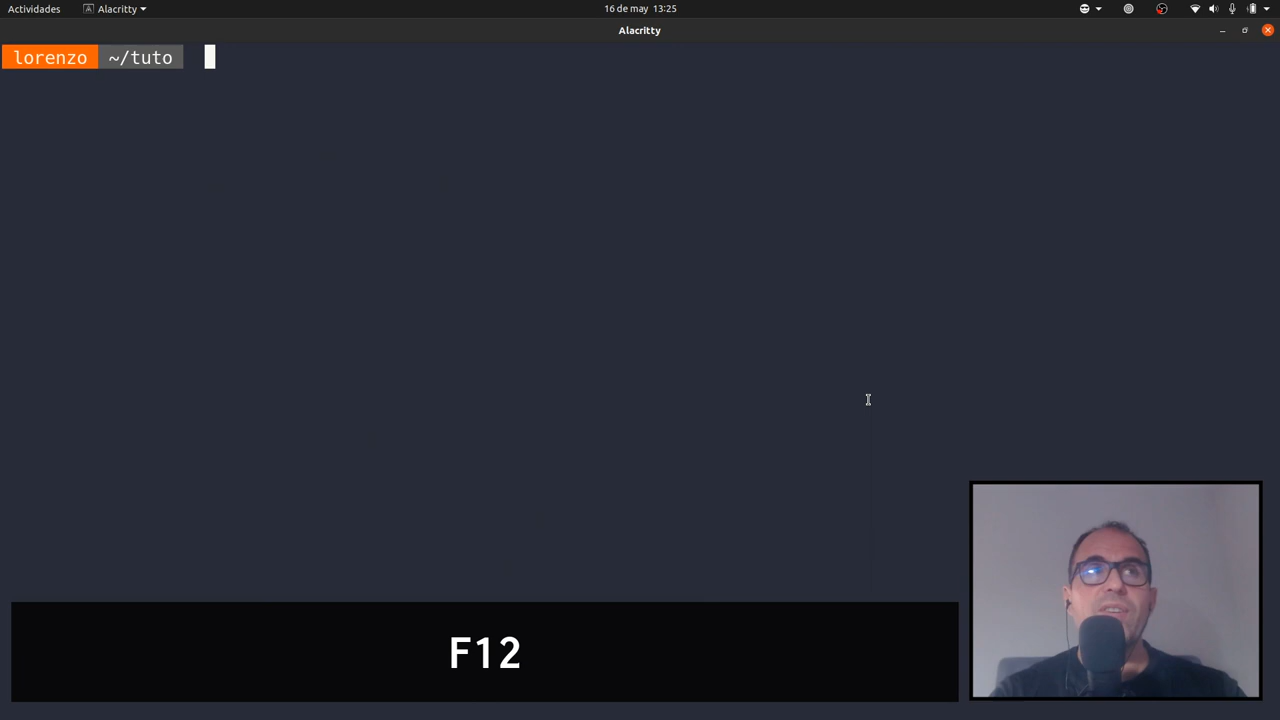 Actividades
Alacritty
16 de may 13:25
Alacritty
lorenzo ~/tuto
F12